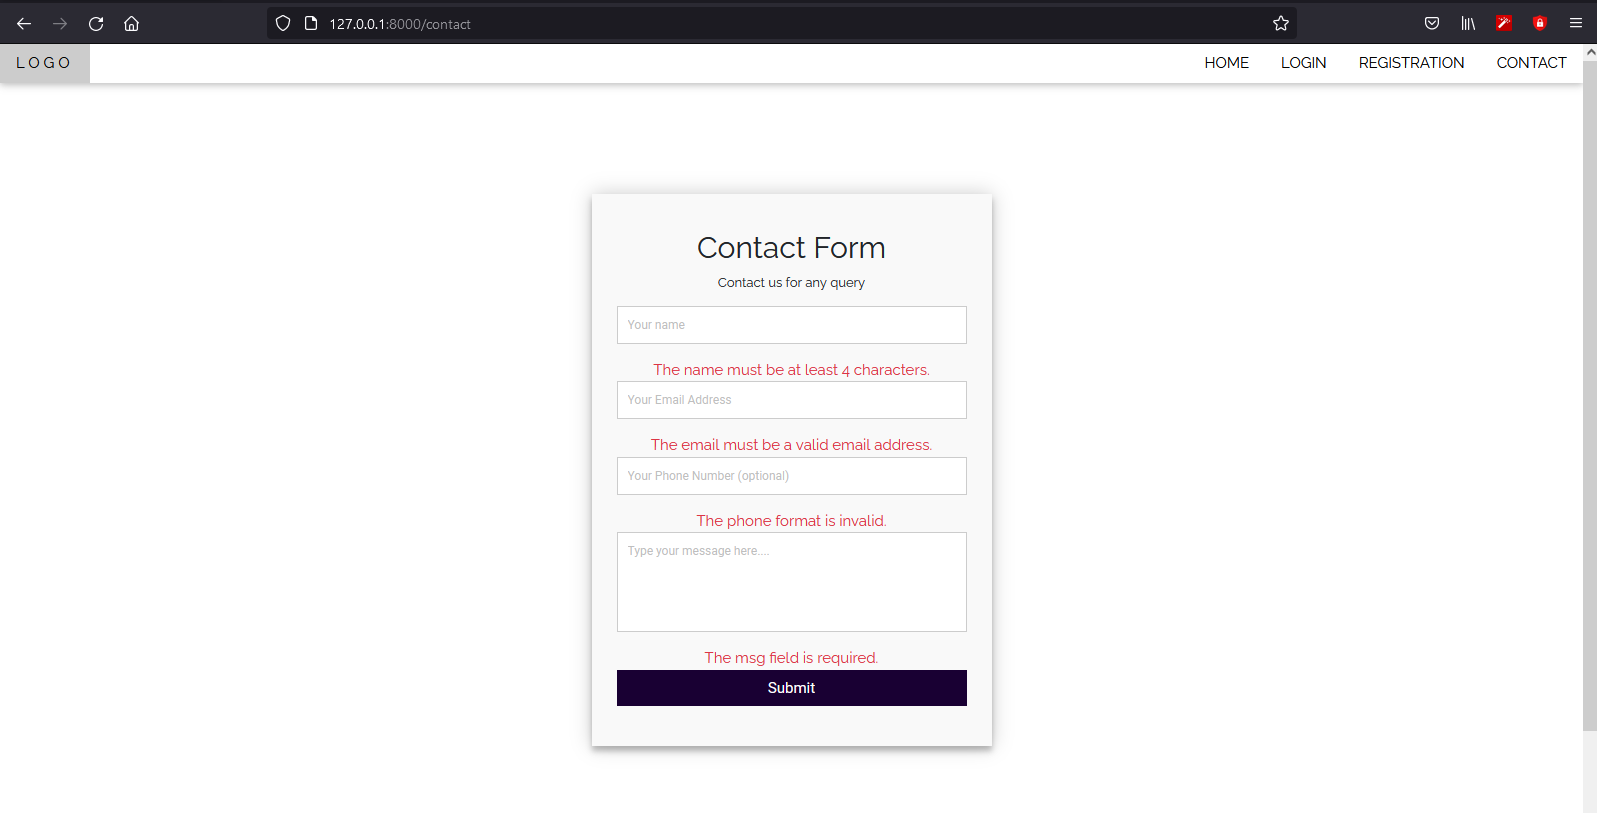 127.0.0.1:8000/contact
LOGO
HOME LOGIN REGISTRATION CONTACT
Contact Form
Contact us for any query
Your name
The name must be at least 4 characters.
Your Email Address
The email must be a valid email address.
Your Phone Number (optional)
The phone format is invalid.
Type your message here....
The msg field is required.
Submit